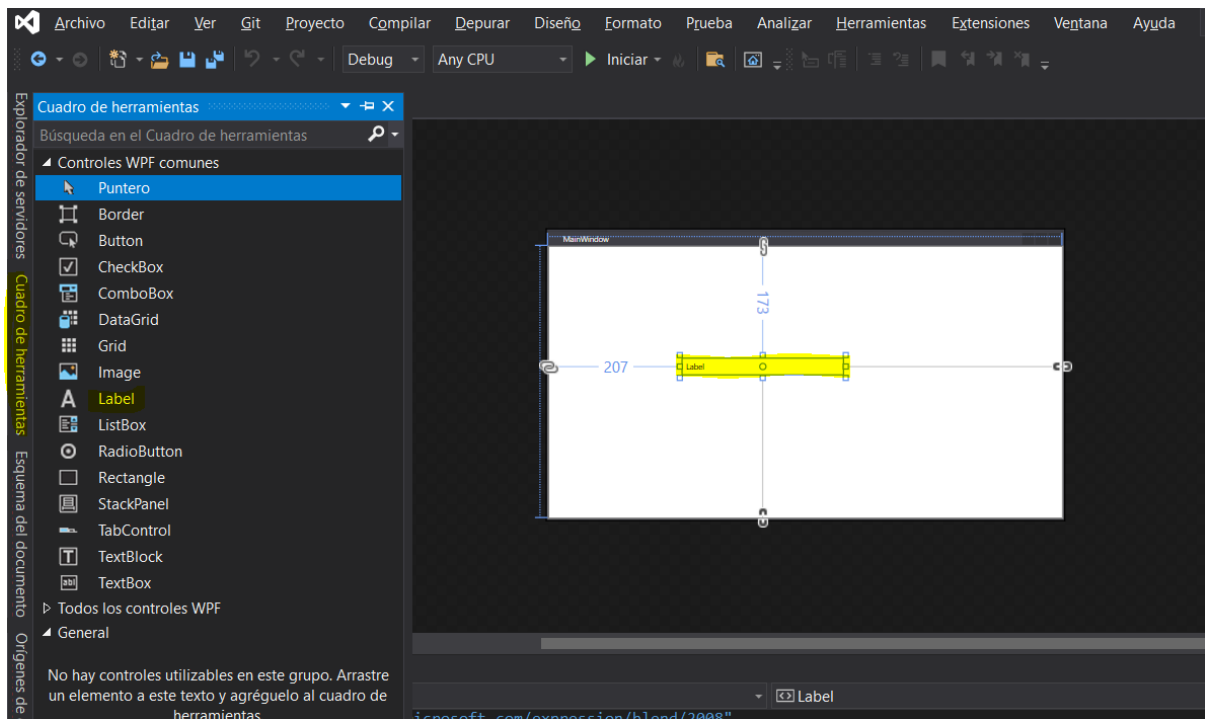 Archivo Editar Ver Git Proyecto Compilar Depurar Diseño Formato Prueba Analizar Herramientas Extensiones Ventana Ayuda
Debug Any CPU Iniciar
Explorador de servidores
Cuadro de herramientas
Esquema del documento
Orígenes de
Cuadro de herramientas
Búsqueda en el Cuadro de herramientas
Controles WPF comunes
Puntero
Border
Button
CheckBox
ComboBox
DataGrid
Grid
Image
Label
ListBox
RadioButton
Rectangle
StackPanel
TabControl
TextBlock
TextBox
Todos los controles WPF
General
No hay controles utilizables en este grupo. Arrastre
un elemento a este texto y agréguelo al cuadro de
herramientas
MainWindow
173
207
Label
Label
icrosoft.com/expression/blend/2008"